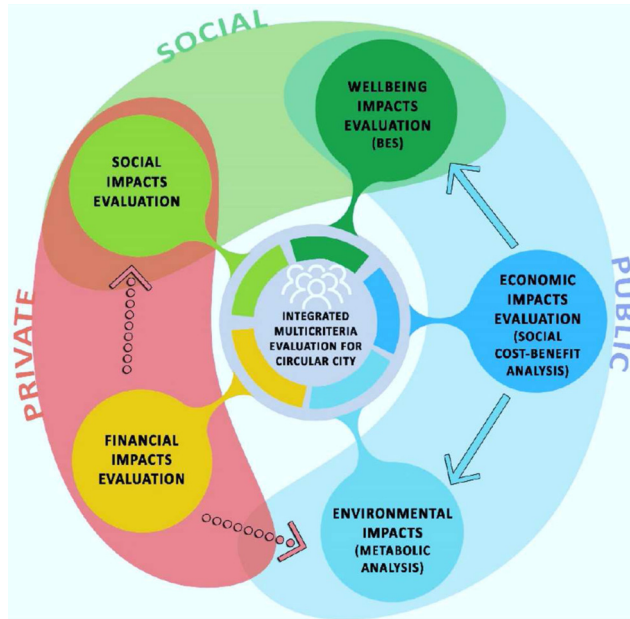 SOCIAL
WELLBEING
IMPACTS
EVALUATION
(BES)
SOCIAL
IMPACTS
EVALUATION
PRIVATE
PUBLIC
ECONOMIC
IMPACTS
EVALUATION
(SOCIAL
COST-BENEFIT
ANALYSIS)
INTEGRATED
MULTICRITERIA
EVALUATION FOR
CIRCULAR CITY
FINANCIAL
IMPACTS
EVALUATION
ENVIRONMENTAL
IMPACTS
(METABOLIC
ANALYSIS)